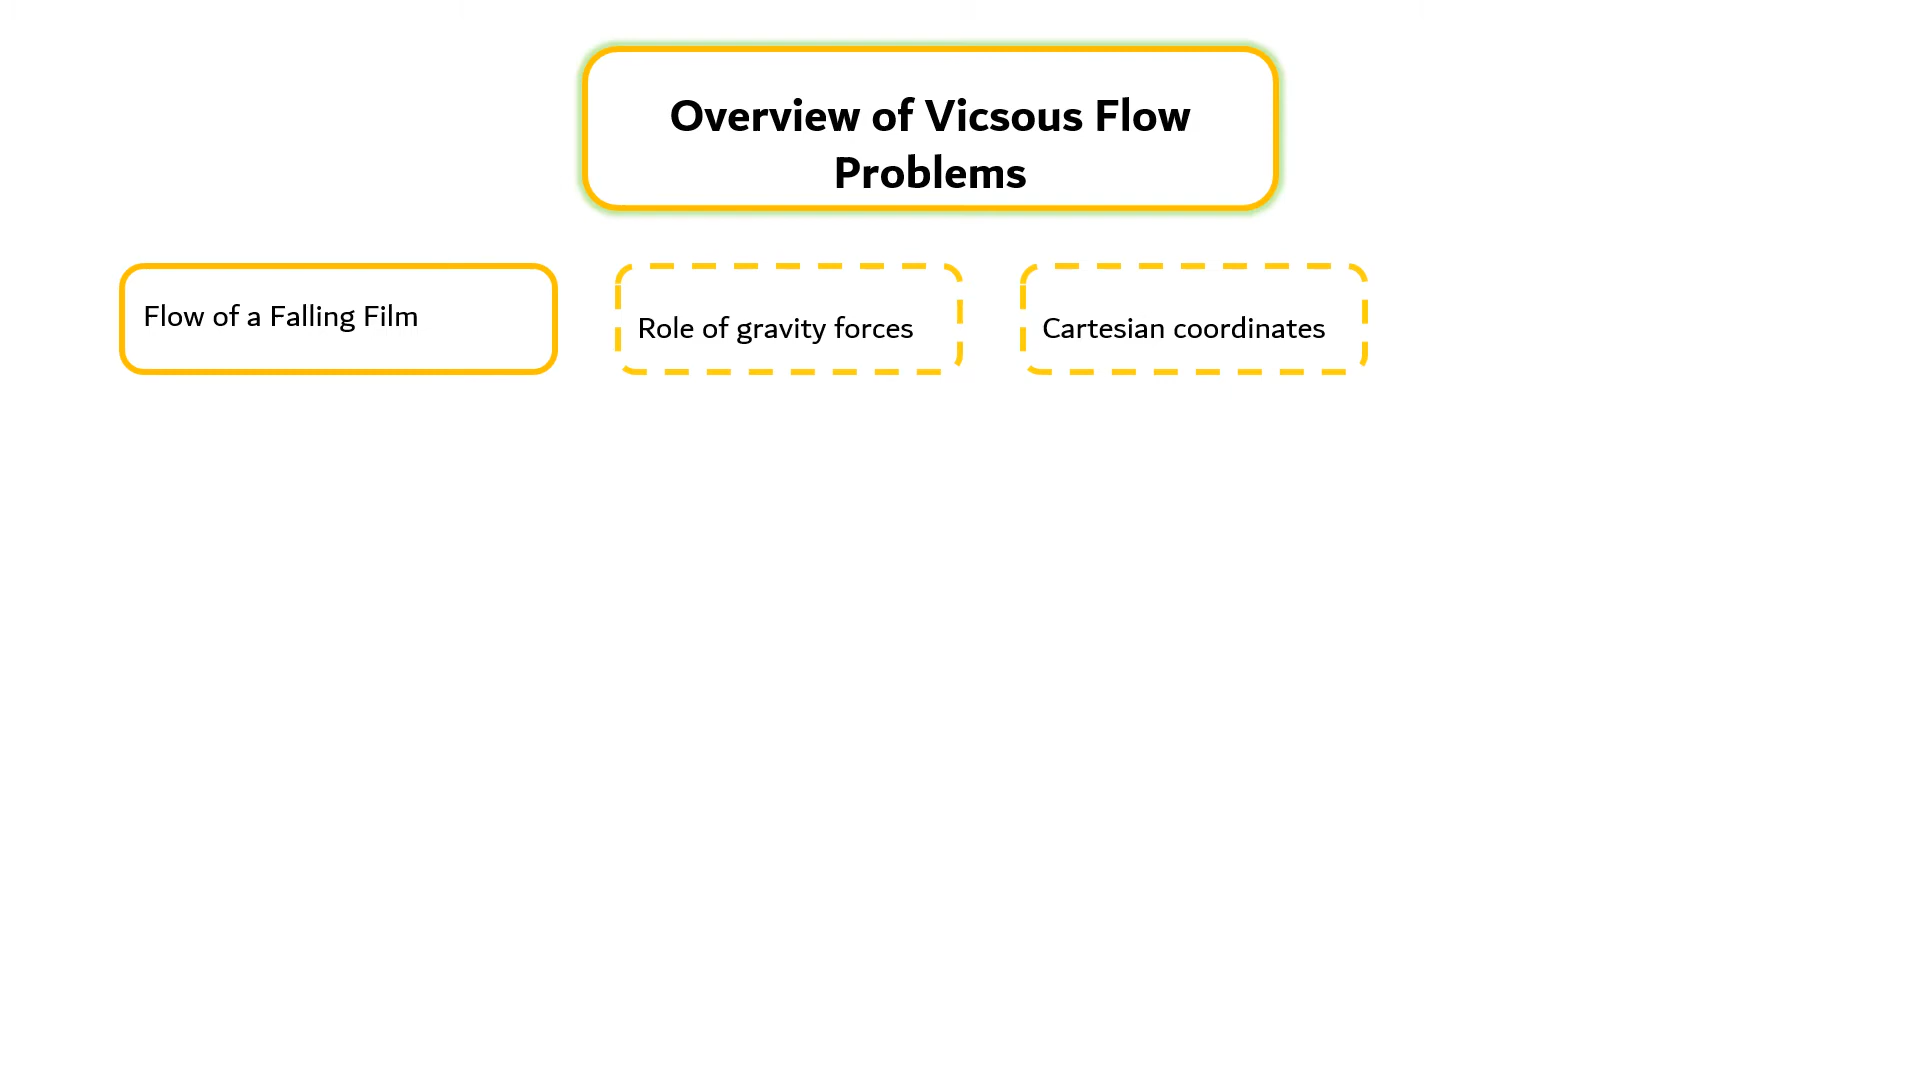 Overview of Vicsous Flow
Problems
Flow of a Falling Film
Role of gravity forces
Cartesian coordinates